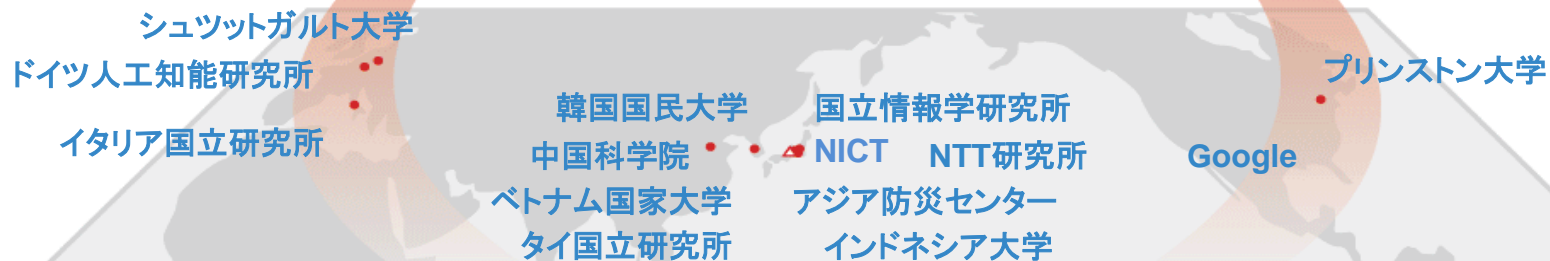 シュツットガルト大学
ドイツ人工知能研究所
プリンストン大学
韓国国民大学 国立情報学研究所
イタリア国立研究所
中国科学院 NICT NTT研究所 Google
ベトナム国家大学 アジア防災センター
タイ国立研究所 インドネシア大学